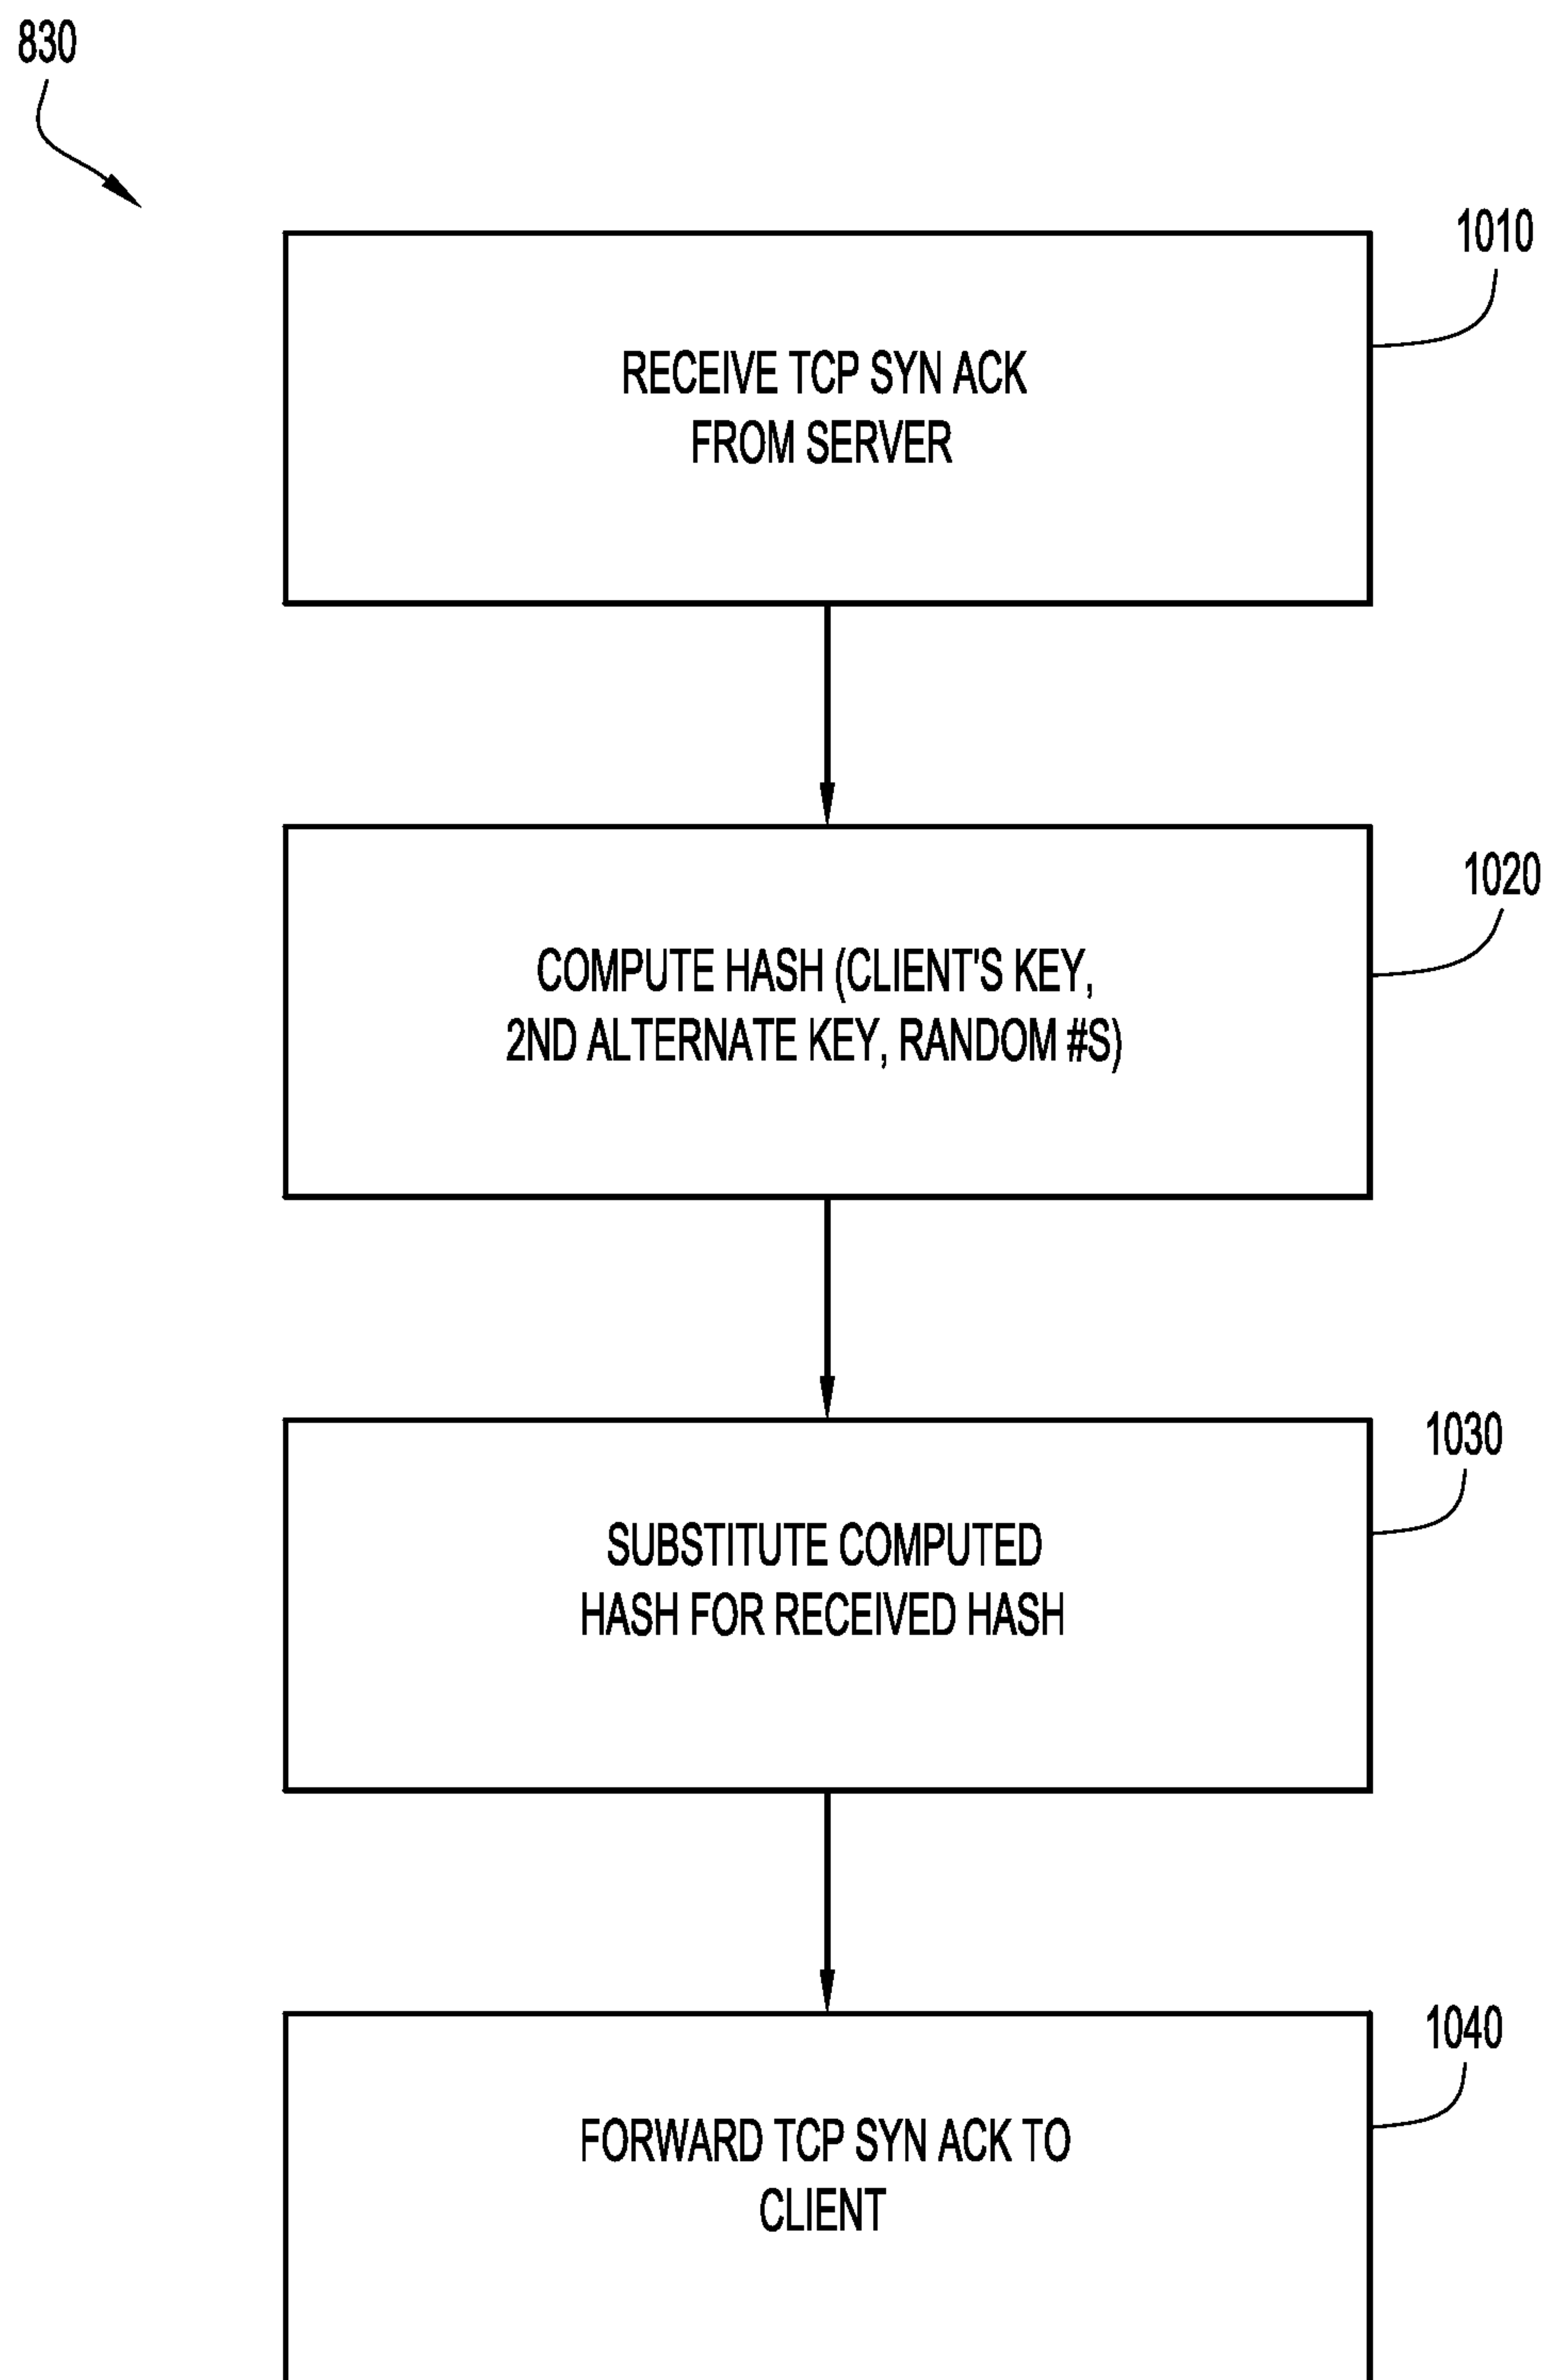 830
1010
RECEIVE TCP SYN ACK
FROM SERVER
1020
COMPUTE HASH (CLIENT'S KEY,
2ND ALTERNATE KEY, RANDOM #S)
1030
SUBSTITUTE COMPUTED
HASH FOR RECEIVED HASH
1040
FORWARD TCP SYN ACK TO
CLIENT